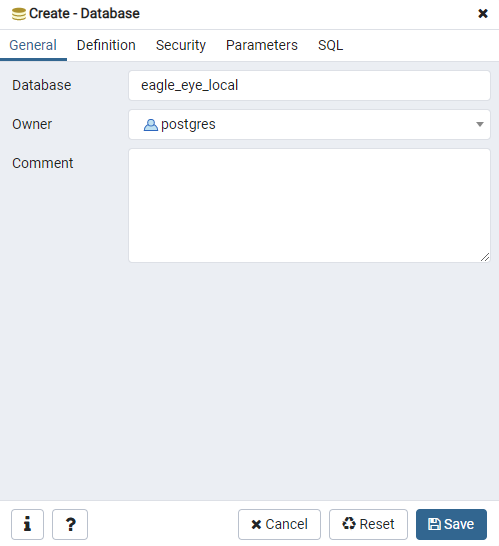 Create - Database
General Definition Security Parameters SQL
Database eagle_eye_local
Owner postgres
Comment
i ? Cancel Reset Save